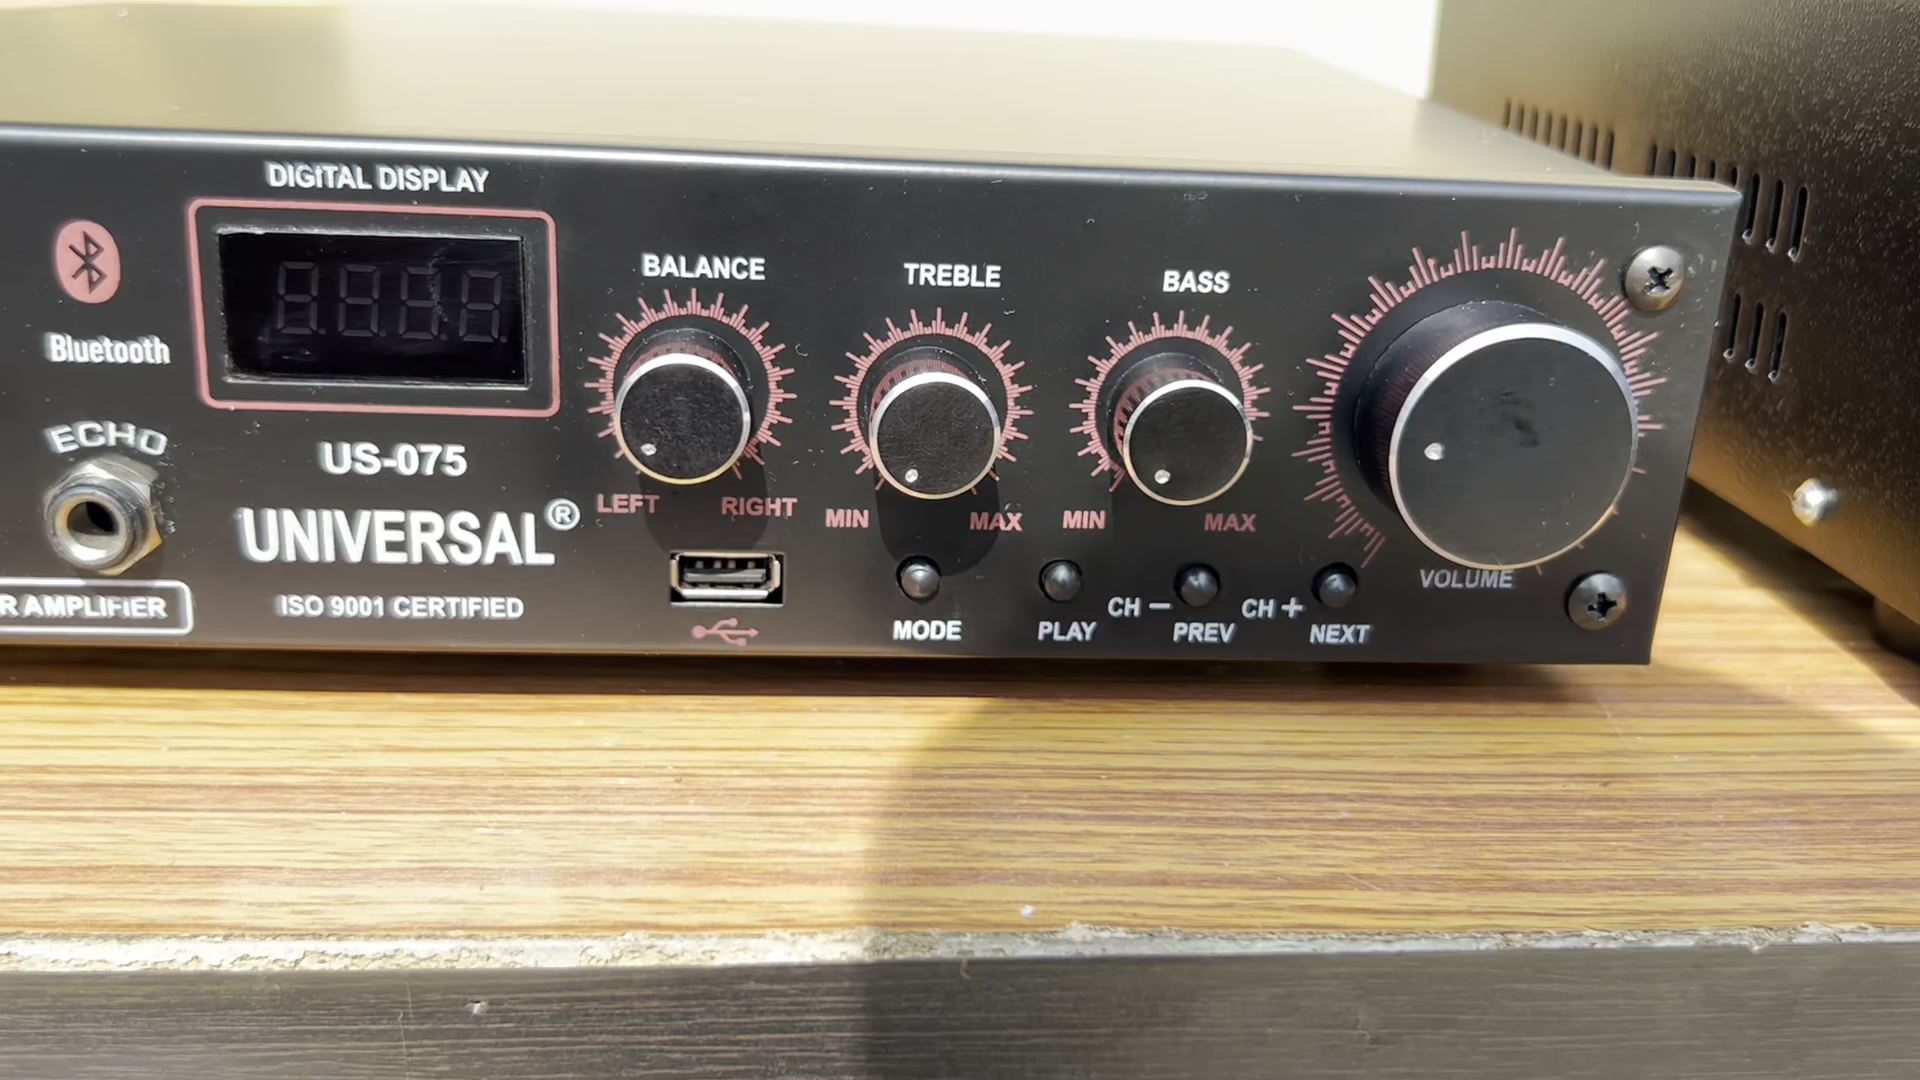 DIGITAL DISPLAY
Bluetooth
ECHO
US-075
UNIVERSAL®
ISO 9001 CERTIFIED
R AMPLIFIER
BALANCE
LEFT RIGHT
TREBLE
MIN MAX
BASS
MIN MAX
VOLUME
MODE
PLAY
CH −
PREV
CH +
NEXT